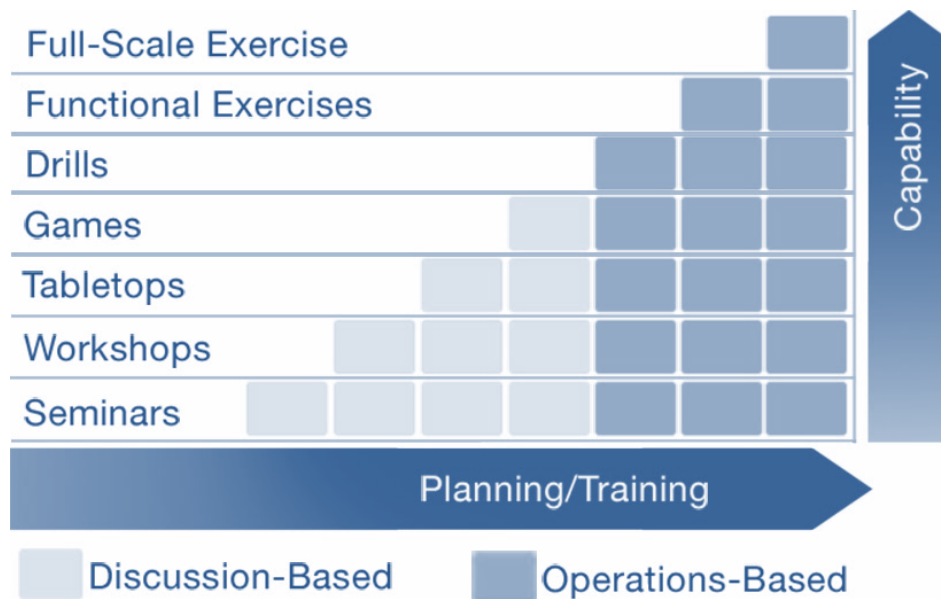 Full-Scale Exercise
Functional Exercises
Drills
Games
Tabletops
Workshops
Seminars
Capability
Planning/Training
Discussion-Based
Operations-Based